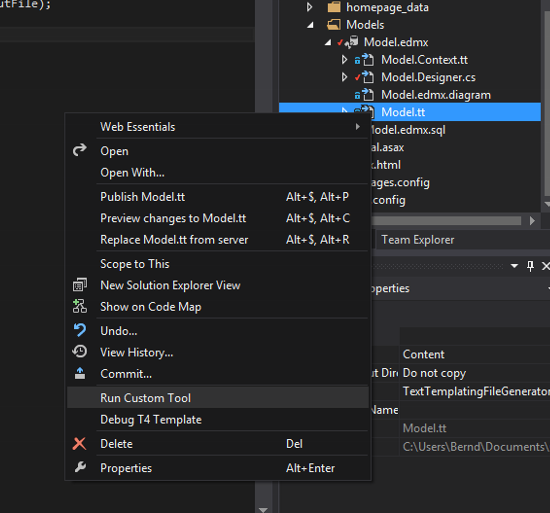 utFile);
homepage_data
Models
Model.edmx
Model.Context.tt
Model.Designer.cs
Model.edmx.diagram
Model.tt
Model.edmx.sql
al.asax
x.html
ages.config
.config
Team Explorer
operties
Content
ut Dir Do not copy
TextTemplatingFileGenerator
Name
Model.tt
C:\Users\Bernd\Documents\
Web Essentials
Open
Open With...
Publish Model.tt Alt+$, Alt+P
Preview changes to Model.tt Alt+$, Alt+C
Replace Model.tt from server Alt+$, Alt+R
Scope to This
New Solution Explorer View
Show on Code Map
Undo...
View History...
Commit...
Run Custom Tool
Debug T4 Template
Delete Del
Properties Alt+Enter